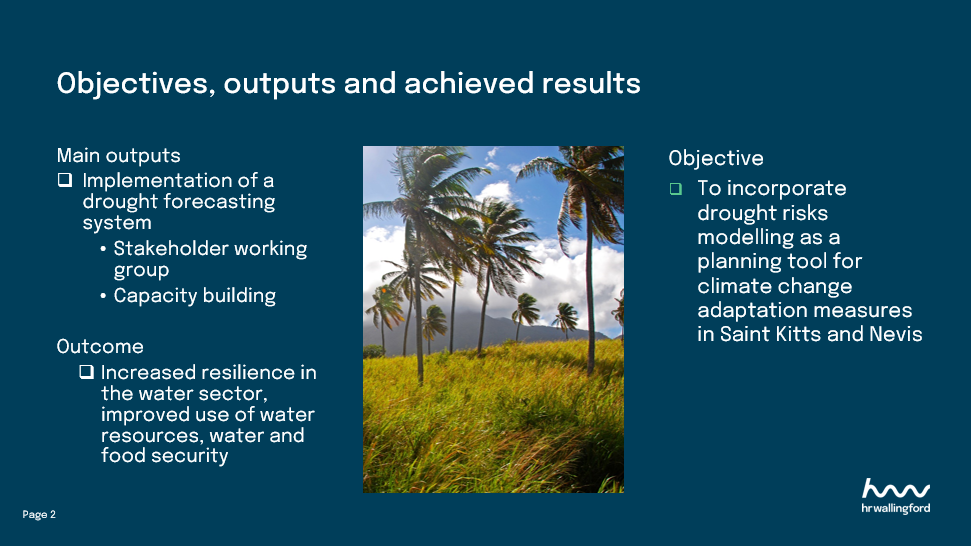 Objectives, outputs and achieved results
Main outputs
❑ Implementation of a
drought forecasting
system
• Stakeholder working
group
• Capacity building
Outcome
❑ Increased resilience in
the water sector,
improved use of water
resources, water and
food security
Objective
❑ To incorporate
drought risks
modelling as a
planning tool for
climate change
adaptation measures
in Saint Kitts and Nevis
Page 2
hrwallingford